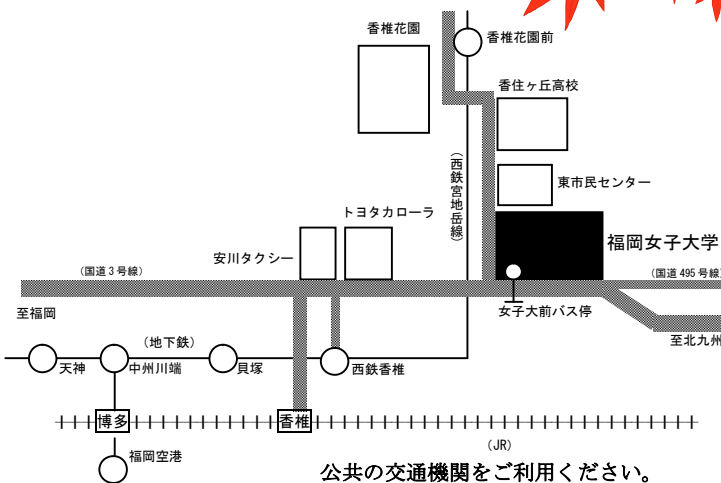 香椎花園
香椎花園前
香住ヶ丘高校
(西鉄宮地岳線)
東市民センター
トヨタカローラ
福岡女子大学
安川タクシー
(国道3号線)
(国道495号線)
至福岡
女子大前バス停
至北九州
(地下鉄)
天神
中州川端
貝塚
西鉄香椎
博多
香椎
(JR)
福岡空港
公共の交通機関をご利用ください。